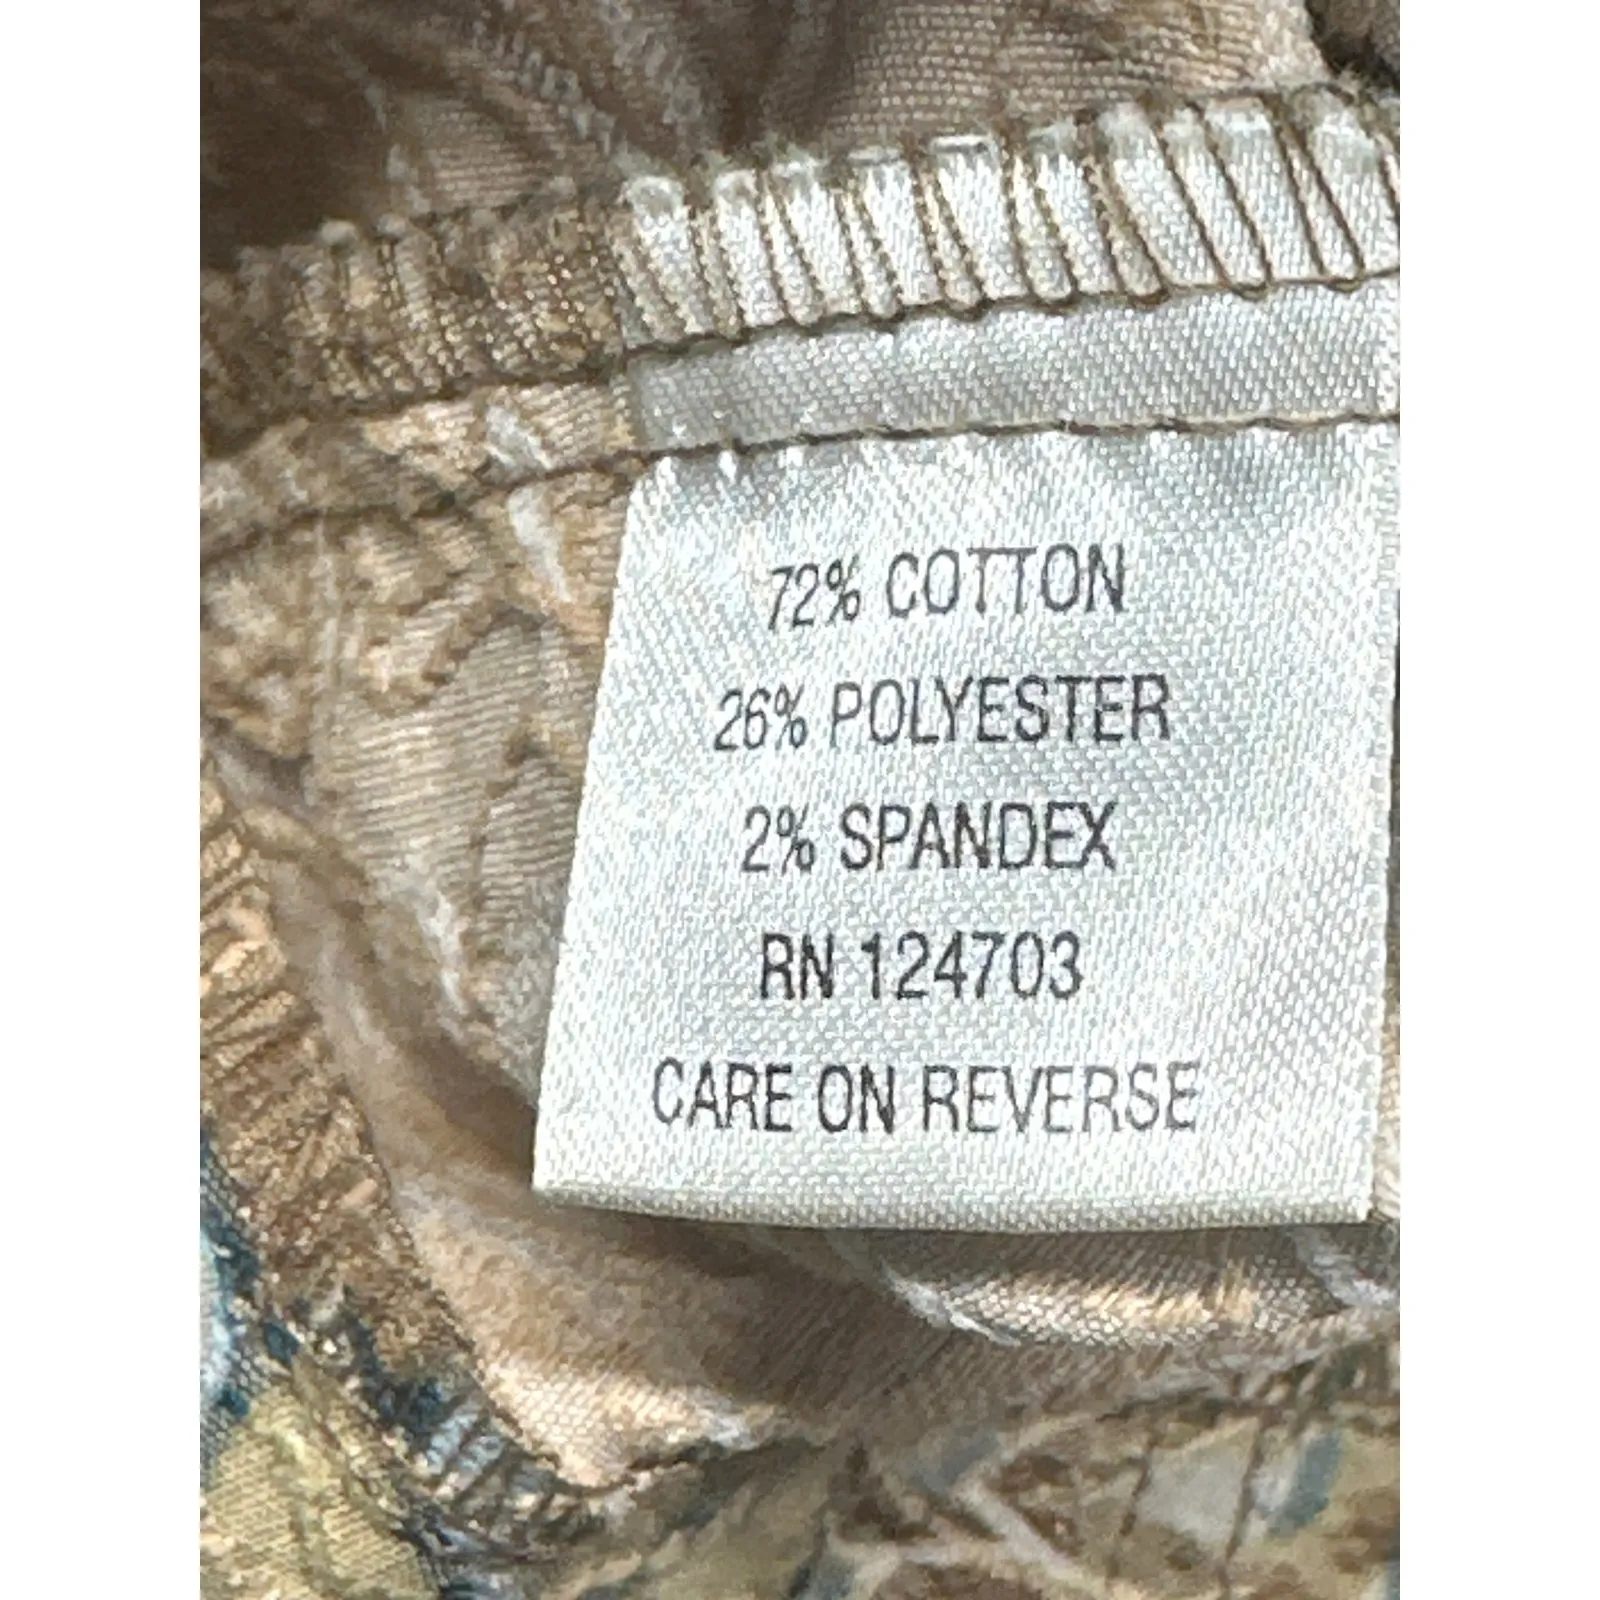 72% COTTON
26% POLYESTER
2% SPANDEX
RN 124703
CARE ON REVERSE